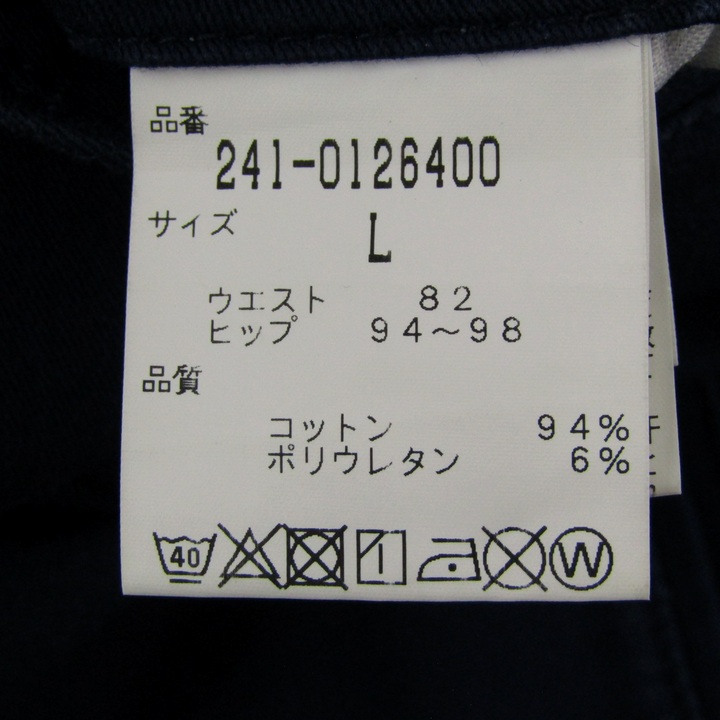 品番
241-0126400
サイズ
L
ウエスト 82
ヒップ 94～98
品質
コットン 94%
ポリウレタン 6%
40 W